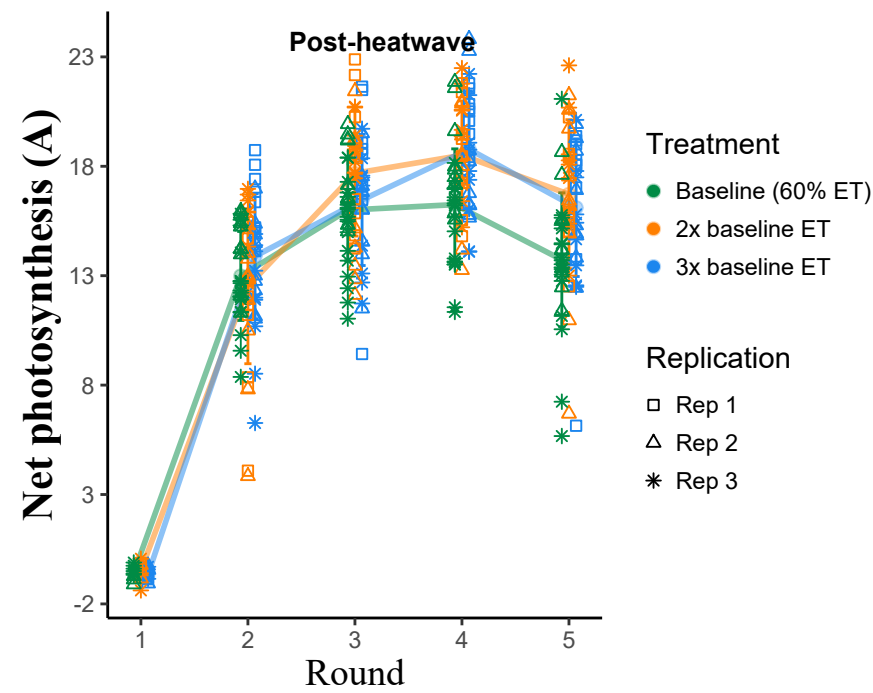 Post-heatwave
23
18
13
8
3
-2
Net photosynthesis (A)
1 2 3 4 5
Round
Treatment
Baseline (60% ET)
2x baseline ET
3x baseline ET
Replication
Rep 1
Rep 2
Rep 3